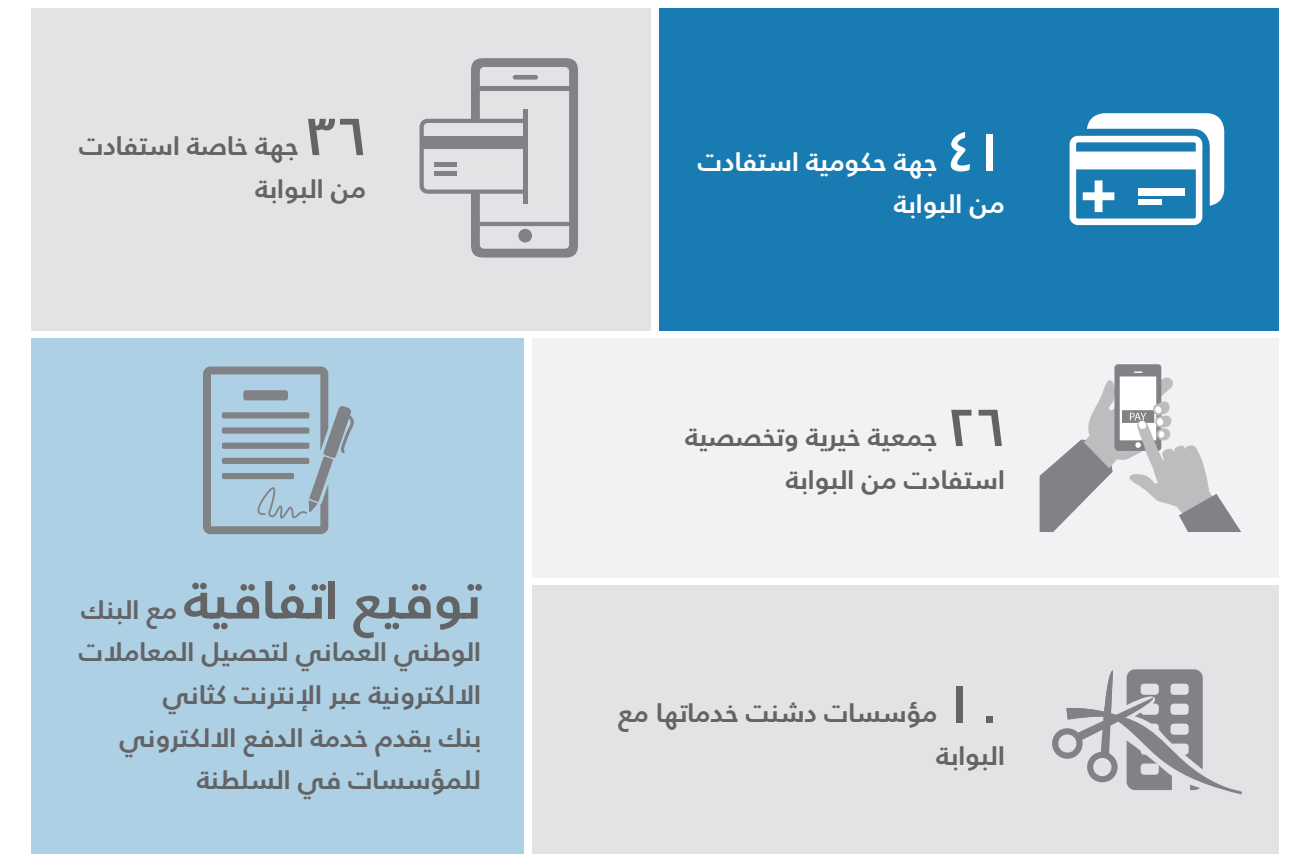 ٤١ جهة حكومية استفادت
من البوابة
٣٦ جهة خاصة استفادت
من البوابة
PAY
٢٦ جمعية خيرية وتخصصية
استفادت من البوابة
١٠ مؤسسات دشنت خدماتها مع
البوابة
توقيع اتفاقية مع البنك
الوطني العماني لتحصيل المعاملات
الالكترونية عبر الإنترنت كثاني
بنك يقدم خدمة الدفع الالكتروني
للمؤسسات في السلطنة